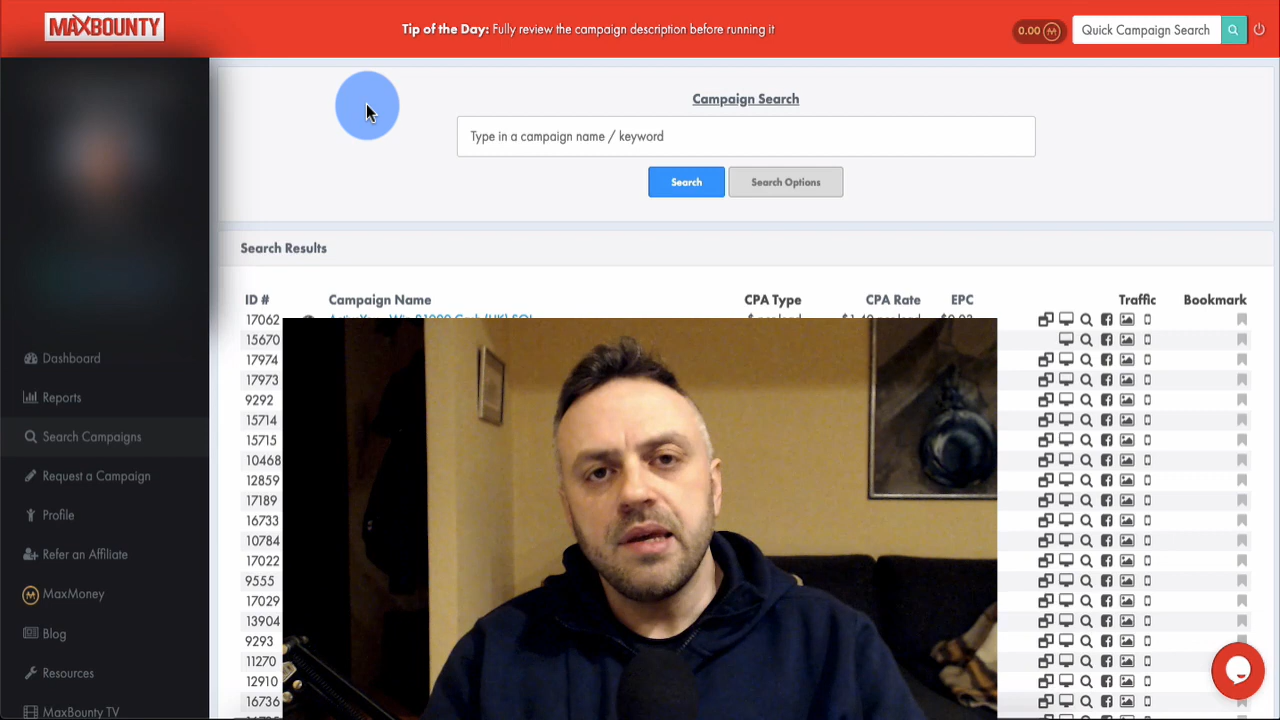 MAXBOUNTY
Tip of the Day: Fully review the campaign description before running it
0.00
Quick Campaign Search
Campaign Search
Type in a campaign name / keyword
Search
Search Options
Search Results
ID #
Campaign Name
CPA Type
CPA Rate
EPC
Traffic
Bookmark
17062
15670
17974
17973
9292
15714
15715
10468
12859
17189
16733
10784
17022
9555
17029
13904
9293
11270
12910
16736
Dashboard
Reports
Search Campaigns
Request a Campaign
Profile
Refer an Affiliate
MaxMoney
Blog
Resources
MaxBounty TV